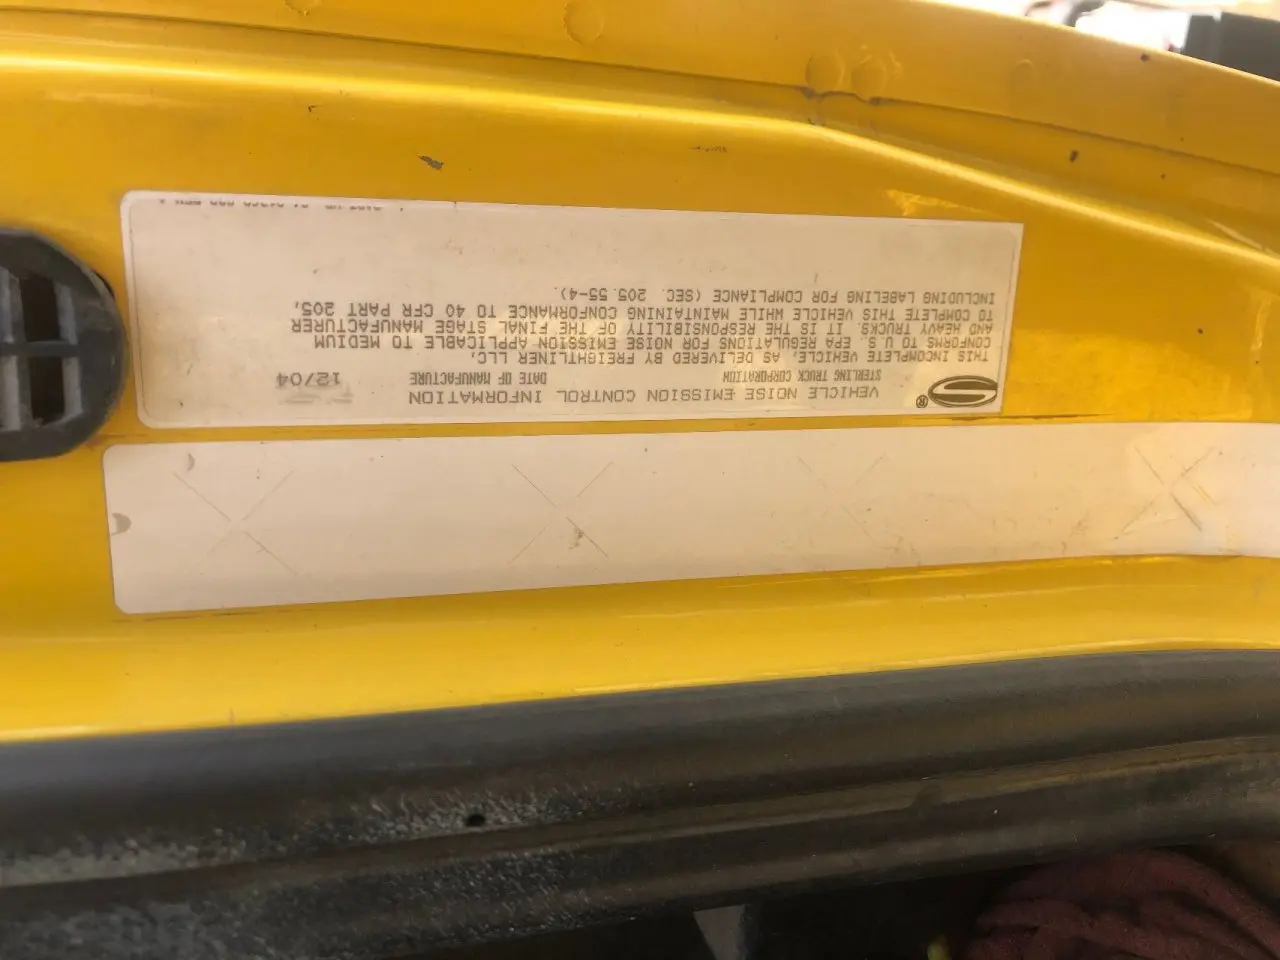 VEHICLE NOISE EMISSION CONTROL INFORMATION
STERLING TRUCK CORPORATION DATE OF MANUFACTURE 12/04
THIS INCOMPLETE VEHICLE, AS DELIVERED BY FREIGHTLINER LLC,
CONFORMS TO U.S. EPA REGULATIONS FOR NOISE EMISSION APPLICABLE TO MEDIUM
AND HEAVY TRUCKS. IT IS THE RESPONSIBILITY OF THE FINAL STAGE MANUFACTURER
TO COMPLETE THIS VEHICLE WHILE MAINTAINING CONFORMANCE TO 40 CFR PART 205,
INCLUDING LABELING FOR COMPLIANCE (SEC. 205.55-4).